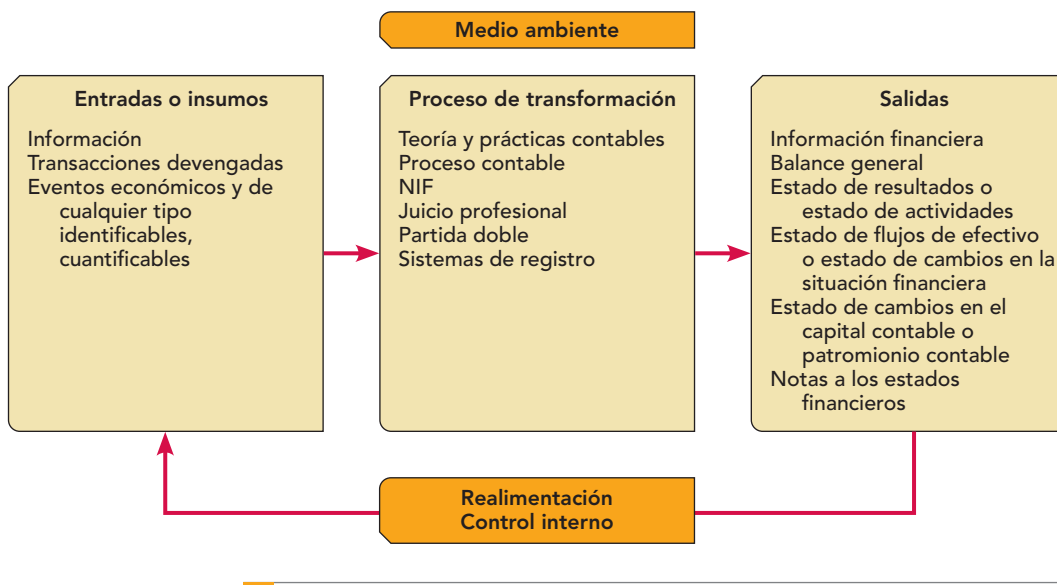 Medio ambiente
Entradas o insumos
Información
Transacciones devengadas
Eventos económicos y de
cualquier tipo
identificables,
cuantificables
Proceso de transformación
Teoría y prácticas contables
Proceso contable
NIF
Juicio profesional
Partida doble
Sistemas de registro
Salidas
Información financiera
Balance general
Estado de resultados o
estado de actividades
Estado de flujos de efectivo
o estado de cambios en la
situación financiera
Estado de cambios en el
capital contable o
patromionio contable
Notas a los estados
financieros
Realimentación
Control interno